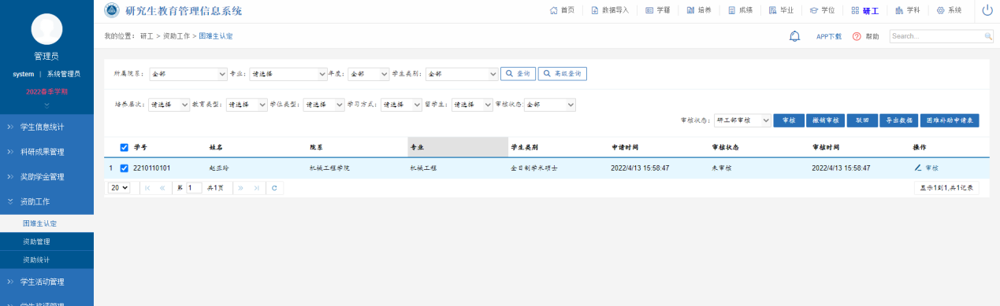 研究生教育管理信息系统
首页 数据导入 学籍 培养 成绩 毕业 学位 研工 学科 系统
管理员
system | 系统管理员
2022春季学期
我的位置： 研工 > 资助工作 > 困难生认定
APP下载 帮助 Search...
学生信息统计
科研成果管理
奖助学金管理
资助工作
困难生认定
资助管理
资助统计
学生活动管理
所属院系： 全部 专业： 请选择 年度： 全部 学生类别： 全部 查询 高级查询
培养层次： 请选择 教育类型： 请选择 学位类型： 请选择 学习方式： 请选择 留学生： 请选择 审核状态 全部
审核状态： 研工部审核 审核 撤销审核 驳回 导出数据 困难补助申请表
学号 姓名 院系 专业 学生类别 申请时间 审核状态 审核时间 操作
1 2210110101 赵亚玲 机械工程学院 机械工程 全日制学术硕士 2022/4/13 15:58:47 未审核 2022/4/13 15:58:47 审核
20 第 1 共1页 显示1到1,共1记录